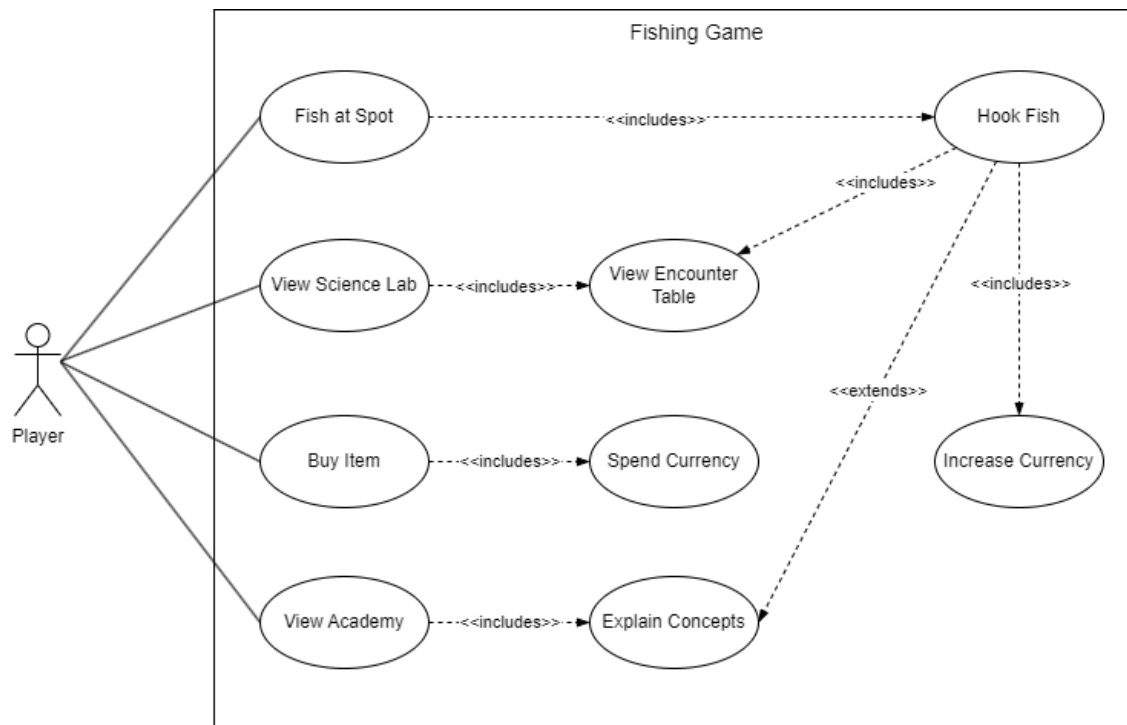 Fishing Game
Fish at Spot
<<includes>>
Hook Fish
<<includes>>
View Science Lab
<<includes>>
View Encounter
Table
<<includes>>
Player
<<extends>>
Buy Item
<<includes>>
Spend Currency
Increase Currency
View Academy
<<includes>>
Explain Concepts